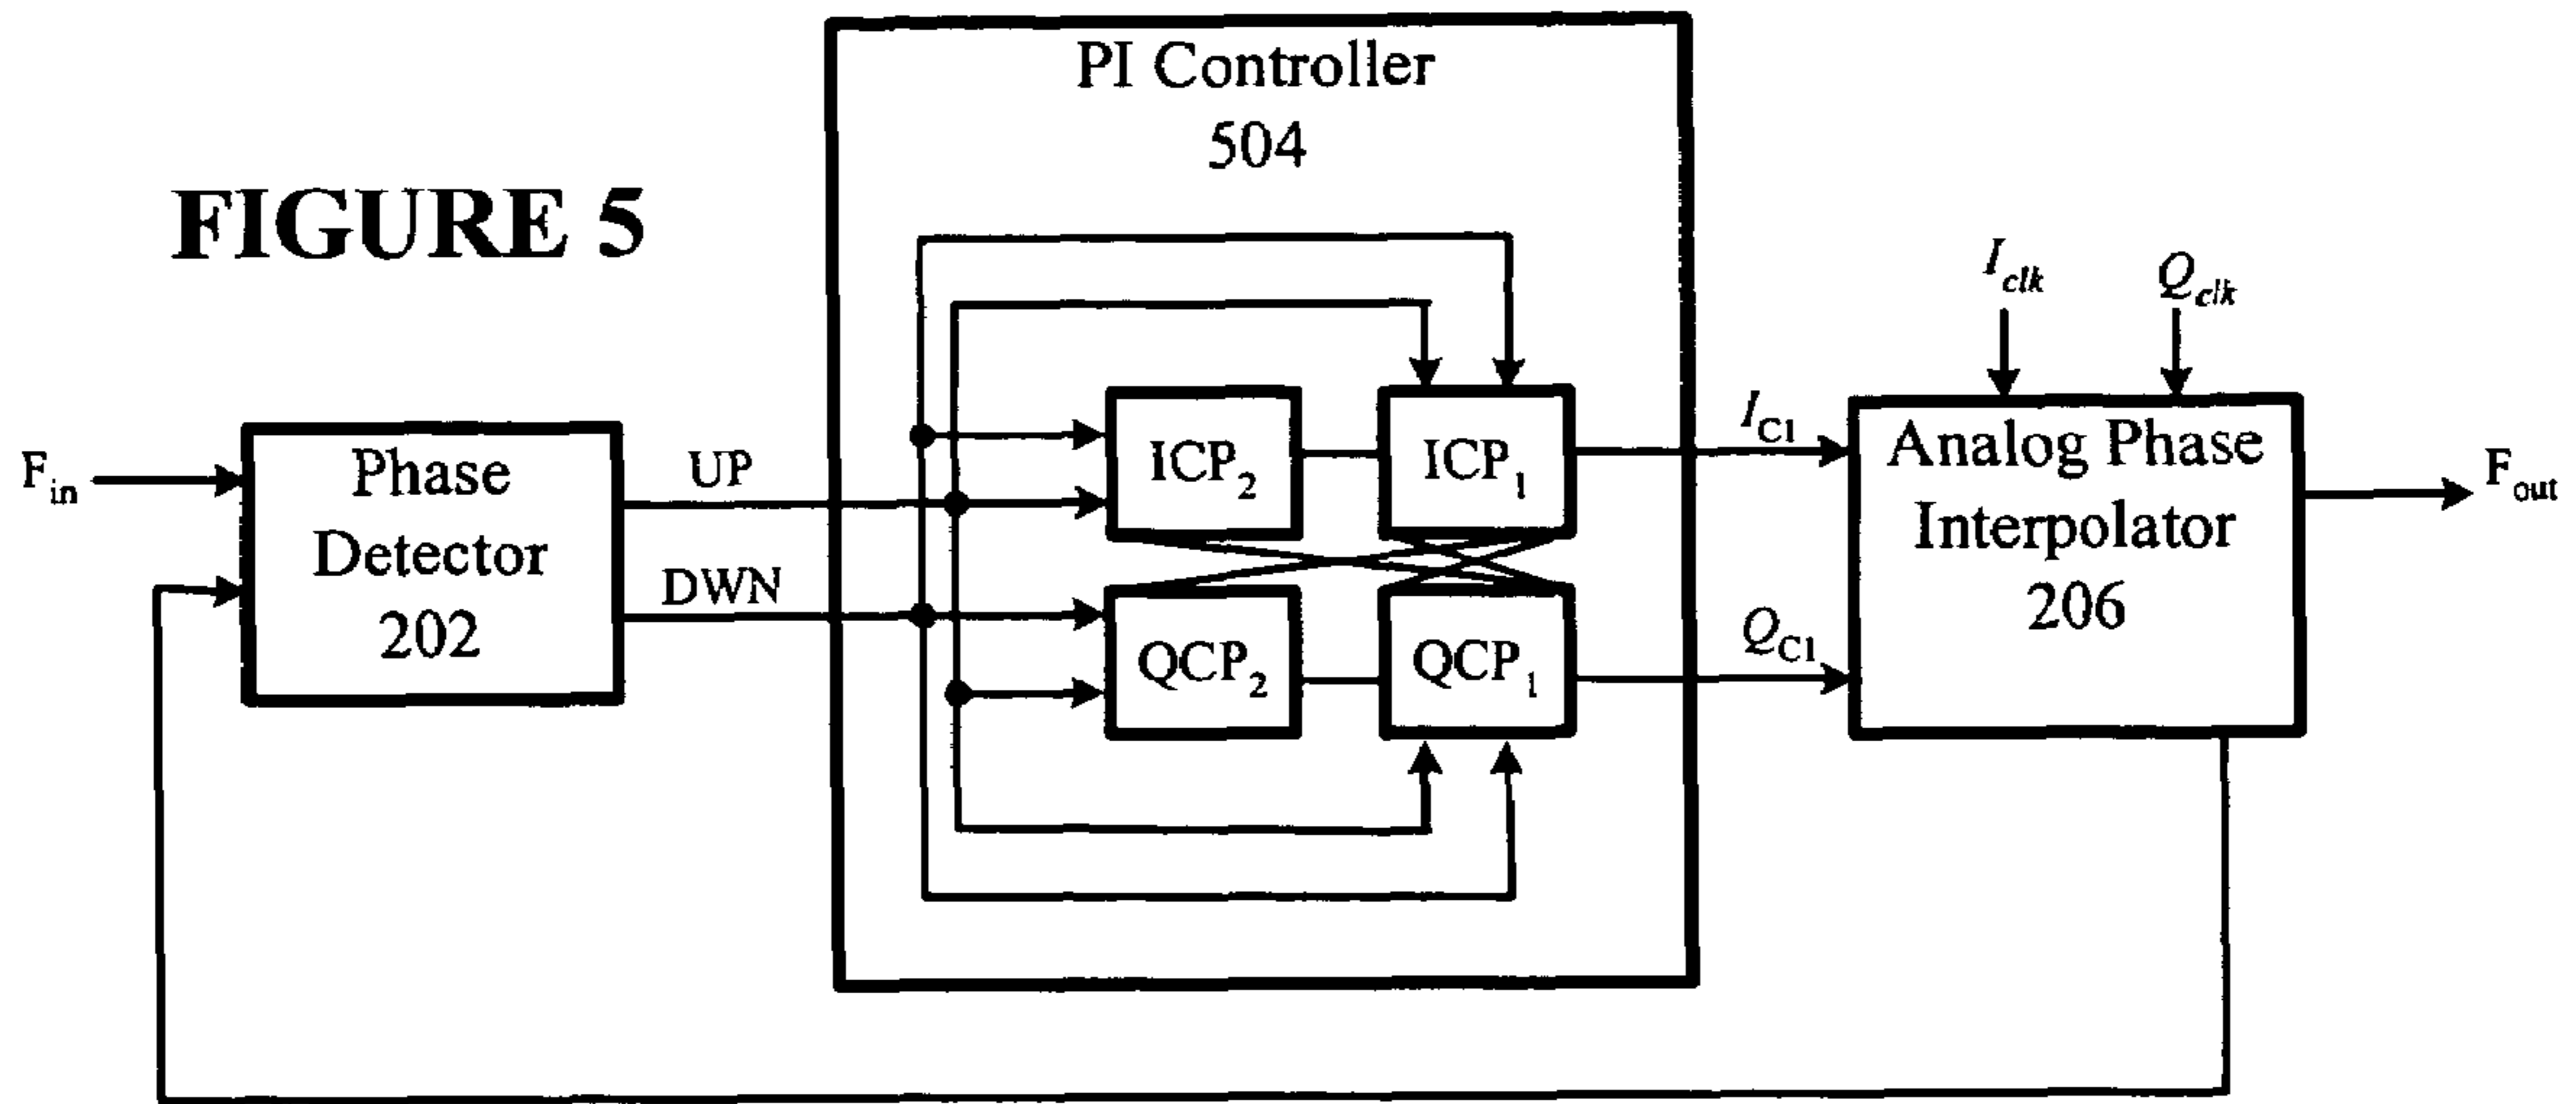 PI Controller
504
FIGURE 5
I_clk
Q_clk
F_in
Phase
Detector
202
UP
DWN
ICP_2
ICP_1
QCP_2
QCP_1
I_C1
Q_C1
Analog Phase
Interpolator
206
F_out